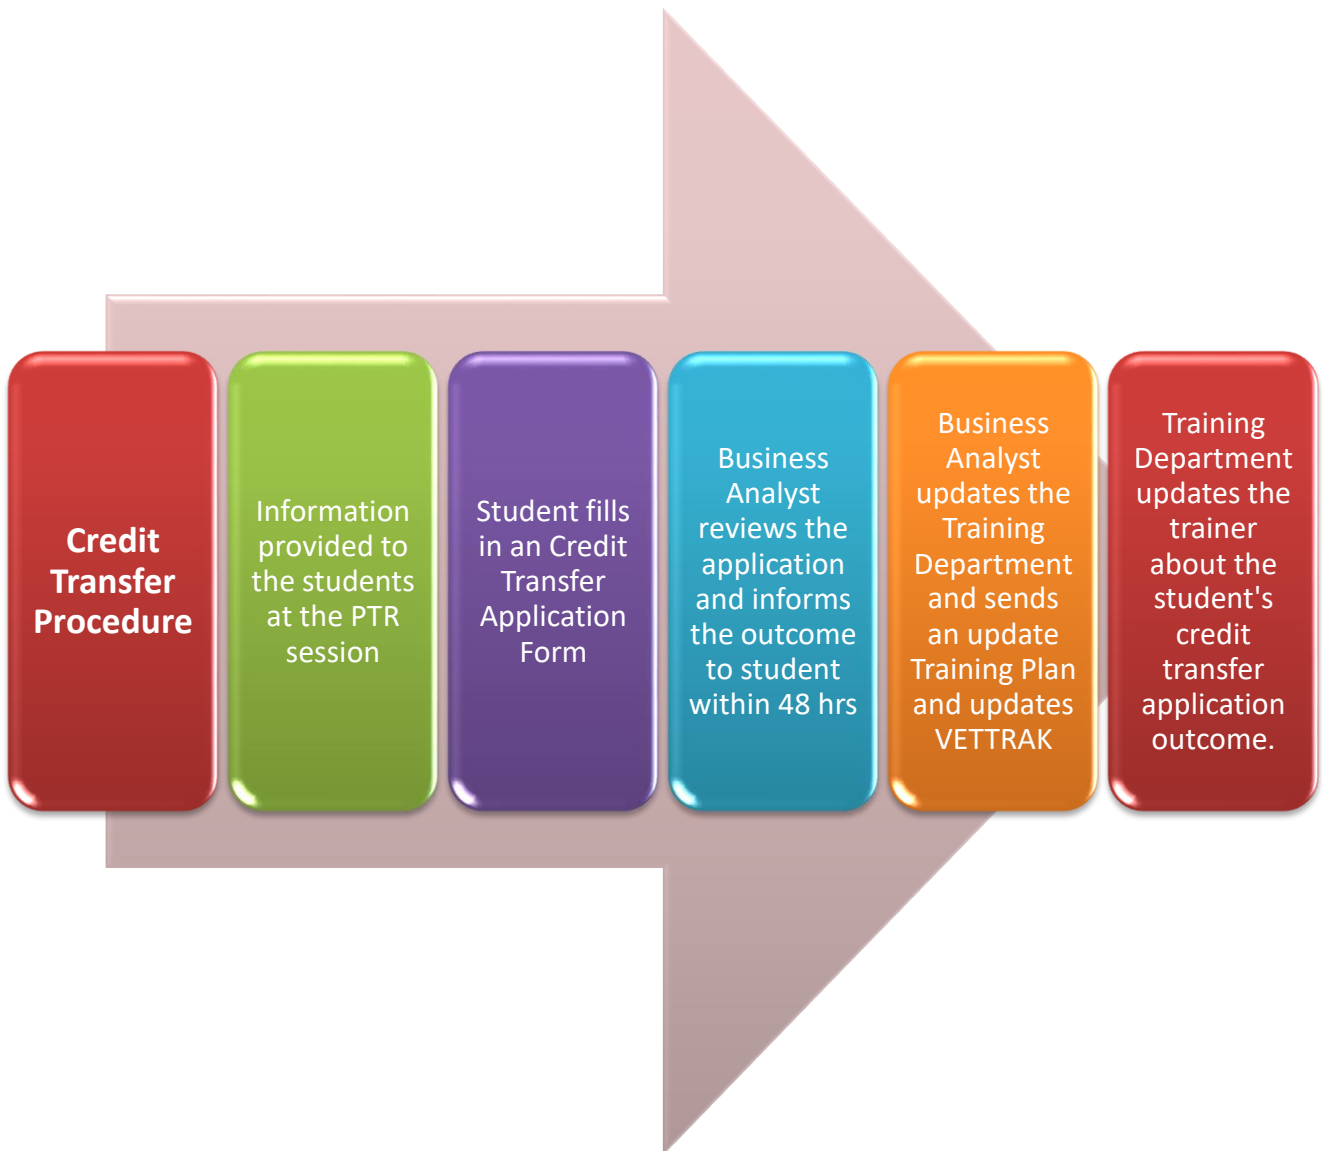 Credit
Transfer
Procedure
Information
provided to
the students
at the PTR
session
Student fills
in an Credit
Transfer
Application
Form
Business
Analyst
reviews the
application
and informs
the outcome
to student
within 48 hrs
Business
Analyst
updates the
Training
Department
and sends
an update
Training Plan
and updates
VETTRAK
Training
Department
updates the
trainer
about the
student's
credit
transfer
application
outcome.